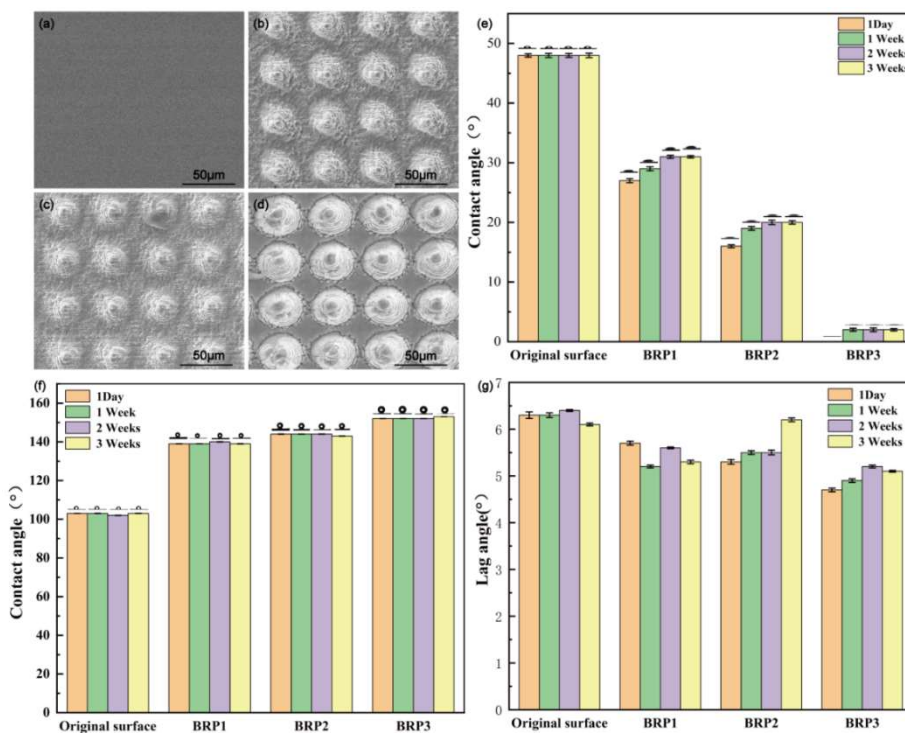 (a)
50μm
(b)
50μm
(c)
50μm
(d)
50μm
(e)
1Day
1 Week
2 Weeks
3 Weeks
Contact angle (°)
50
40
30
20
10
0
Original surface BRP1 BRP2 BRP3
(f)
1Day
1 Week
2 Weeks
3 Weeks
Contact angle (°)
160
140
120
100
80
60
40
20
0
Original surface BRP1 BRP2 BRP3
(g)
1Day
1 Week
2 Weeks
3 Weeks
Lag angle(°)
7
6
5
4
3
2
1
0
Original surface BRP1 BRP2 BRP3